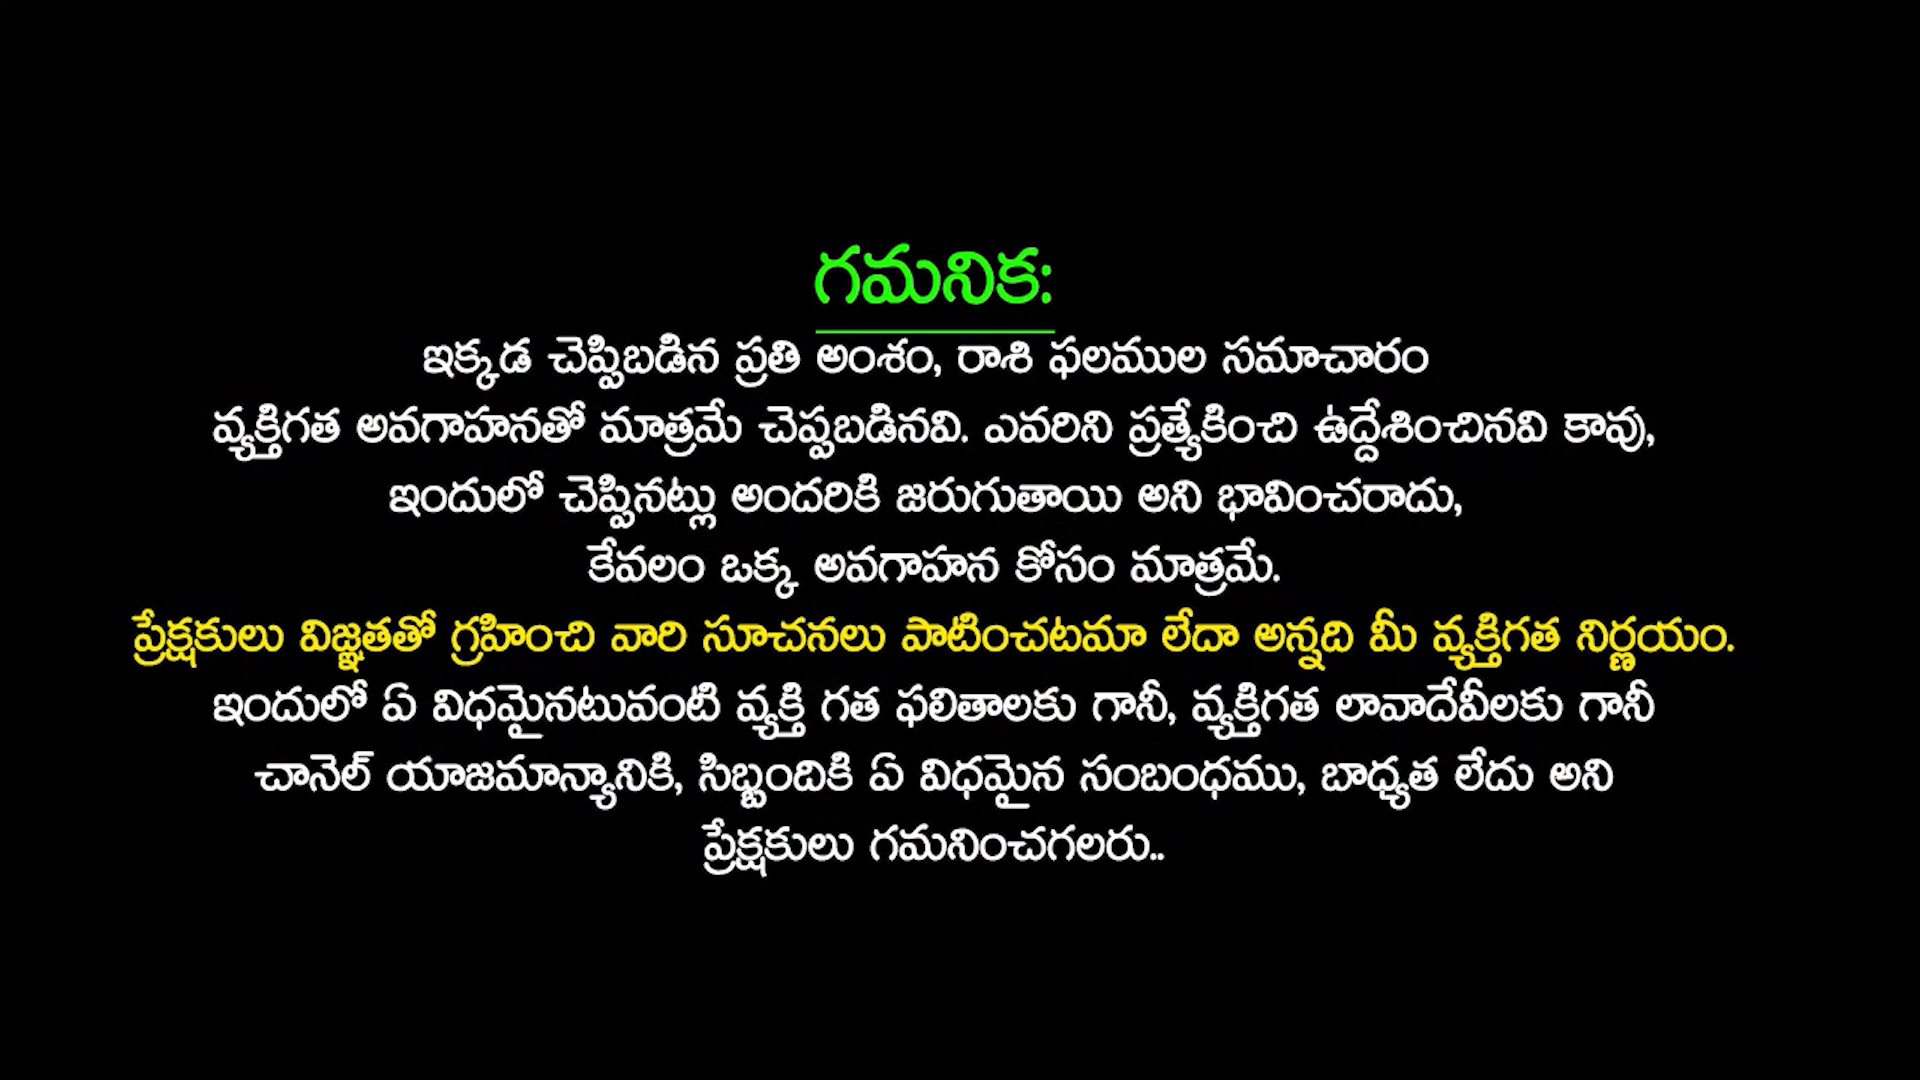 గమనిక:
ఇక్కడ చెప్పిబడిన ప్రతి అంశం, రాశి ఫలముల సమాచారం
వ్యక్తిగత అవగాహనతో మాత్రమే చెప్పబడినవి. ఎవరిని ప్రత్యేకించి ఉద్దేశించినవి కావు,
ఇందులో చెప్పినట్లు అందరికి జరుగుతాయి అని భావించరాదు,
కేవలం ఒక్క అవగాహన కోసం మాత్రమే.
ప్రేక్షకులు విజ్ఞతతో గ్రహించి వారి సూచనలు పాటించటమా లేదా అన్నది మీ వ్యక్తిగత నిర్ణయం.
ఇందులో ఏ విధమైనటువంటి వ్యక్తి గత ఫలితాలకు గానీ, వ్యక్తిగత లావాదేవీలకు గానీ
చానెల్ యాజమాన్యానికి, సిభ్బందికి ఏ విధమైన సంబంధము, బాధ్యత లేదు అని
ప్రేక్షకులు గమనించగలరు..